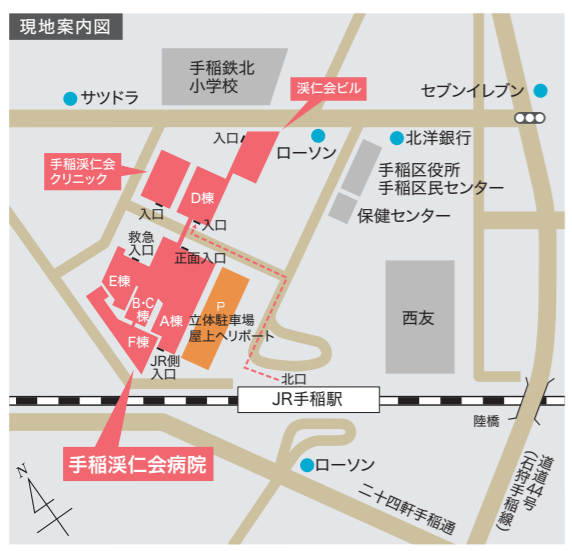 現地案内図
手稲鉄北
小学校
渓仁会ビル
サツドラ
セブンイレブン
入口
ローソン
北洋銀行
手稲渓仁会
クリニック
手稲区役所
手稲区民センター
D棟
保健センター
入口
入口
救急
入口
正面入口
E棟
B・C
棟
P
立体駐車場
屋上ヘリポート
A棟
西友
F棟
JR側
入口
北口
JR手稲駅
陸橋
手稲渓仁会病院
ローソン
道道44号
(石狩手稲線)
二十四軒手稲通
N